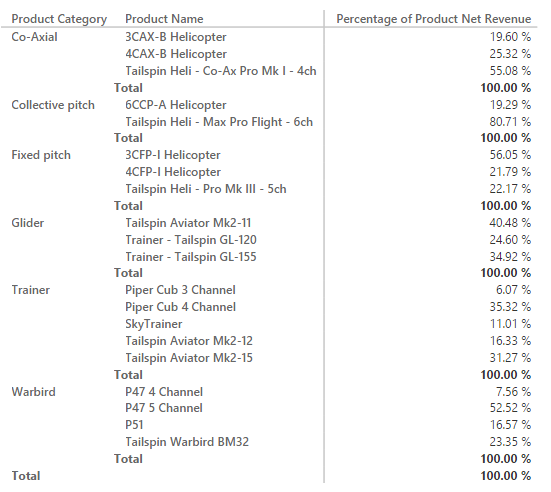 Product Category Product Name Percentage of Product Net Revenue
Co-Axial 3CAX-B Helicopter 19.60 %
4CAX-B Helicopter 25.32 %
Tailspin Heli - Co-Ax Pro Mk I - 4ch 55.08 %
Total 100.00 %
Collective pitch 6CCP-A Helicopter 19.29 %
Tailspin Heli - Max Pro Flight - 6ch 80.71 %
Total 100.00 %
Fixed pitch 3CFP-I Helicopter 56.05 %
4CFP-I Helicopter 21.79 %
Tailspin Heli - Pro Mk III - 5ch 22.17 %
Total 100.00 %
Glider Tailspin Aviator Mk2-11 40.48 %
Trainer - Tailspin GL-120 24.60 %
Trainer - Tailspin GL-155 34.92 %
Total 100.00 %
Trainer Piper Cub 3 Channel 6.07 %
Piper Cub 4 Channel 35.32 %
SkyTrainer 11.01 %
Tailspin Aviator Mk2-12 16.33 %
Tailspin Aviator Mk2-15 31.27 %
Total 100.00 %
Warbird P47 4 Channel 7.56 %
P47 5 Channel 52.52 %
P51 16.57 %
Tailspin Warbird BM32 23.35 %
Total 100.00 %
Total 100.00 %